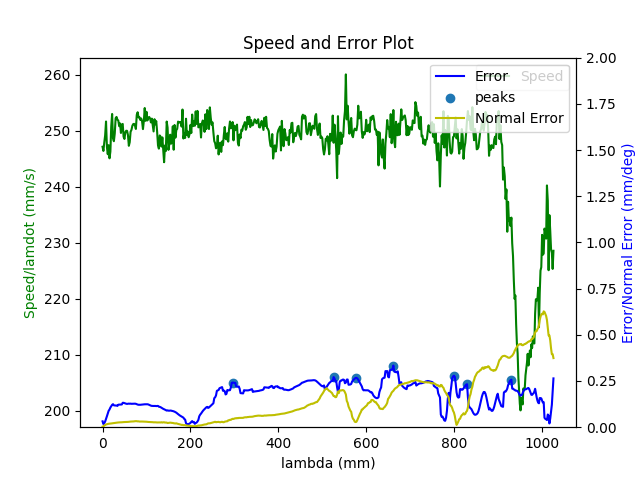 Speed and Error Plot
Speed/lamdot (mm/s)
260
250
240
230
220
210
200
Error
Speed
peaks
Normal Error
2.00
1.75
1.50
1.25
1.00
0.75
0.50
0.25
0.00
Error/Normal Error (mm/deg)
0
200
400
600
800
1000
lambda (mm)